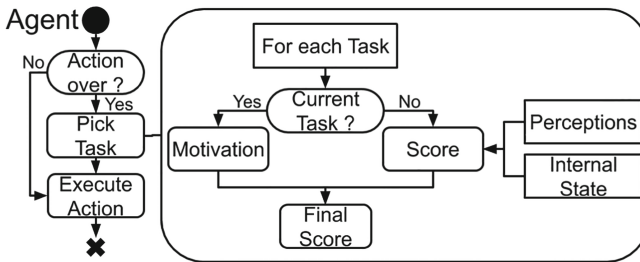 Agent
No
Action
over ?
Yes
Pick
Task
Execute
Action
For each Task
Yes
Current
Task ?
No
Motivation
Score
Perceptions
Internal
State
Final
Score